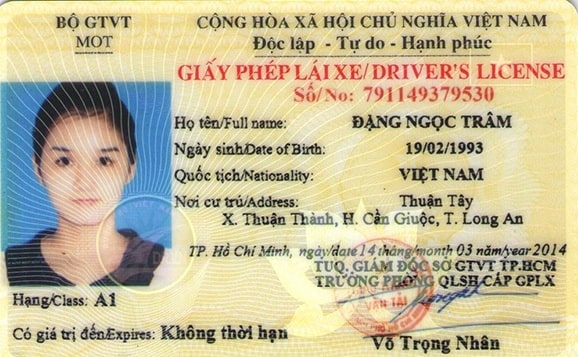 BỘ GTVT
MOT
CỘNG HÒA XÃ HỘI CHỦ NGHĨA VIỆT NAM
Độc lâp - Tự do - Hạnh phúc
GIẤY PHÉP LÁI XE/ DRIVER'S LICENSE
Số/No: 791149379530
Họ tên/Full name: ĐẶNG NGỌC TRÂM
Ngày sinh/Date of Birth: 19/02/1993
Quốc tịch/Nationality: VIỆT NAM
Nơi cư trú/Address: Thuận Tây
X. Thuận Thành, H. Cần Giuộc, T. Long An
TP. Hồ Chí Minh, ngày/date 14 tháng/month 03 năm/year 2014
TUQ. GIÁM ĐỐC SỞ GTVT TP.HCM
TRƯỞNG PHÒNG QLSH CẤP GPLX
Hạng/Class: A1
VẬN TẢI
Có giá trị đến/Expires: Không thời hạn
Võ Trọng Nhân